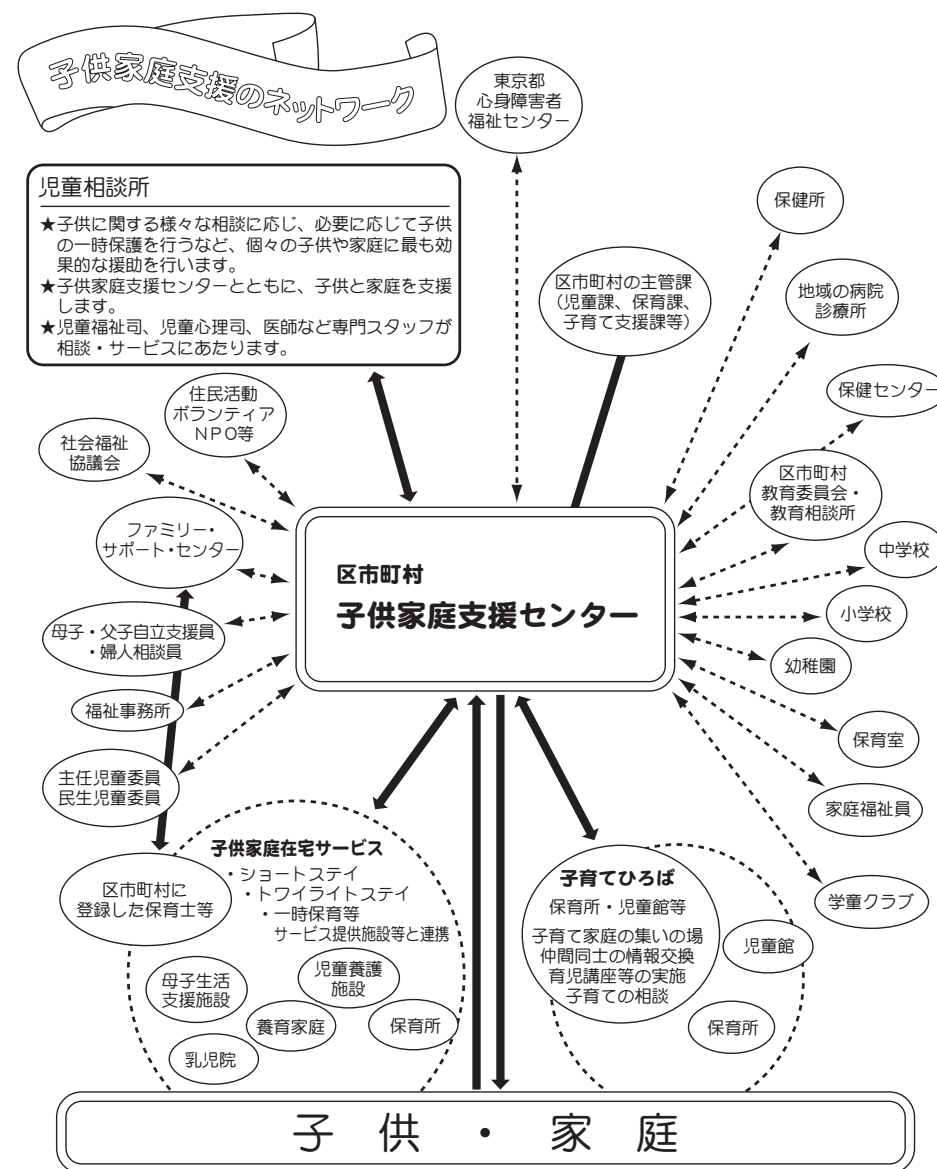 子供家庭支援のネットワーク
東京都
心身障害者
福祉センター
児童相談所
★子供に関する様々な相談に応じ、必要に応じて子供
の一時保護を行うなど、個々の子供や家庭に最も効
果的な援助を行います。
★子供家庭支援センターとともに、子供と家庭を支援
します。
★児童福祉司、児童心理司、医師など専門スタッフが
相談・サービスにあたります。
保健所
区市町村の主管課
(児童課、保育課、
子育て支援課等)
地域の病院
診療所
保健センター
住民活動
ボランティア
NPO等
社会福祉
協議会
ファミリー・
サポート・センター
母子・父子自立支援員
・婦人相談員
福祉事務所
主任児童委員
民生児童委員
区市町村
子供家庭支援センター
区市町村
教育委員会・
教育相談所
中学校
小学校
幼稚園
保育室
家庭福祉員
学童クラブ
子供家庭在宅サービス
・ショートステイ
・トワイライトステイ
・一時保育等
サービス提供施設等と連携
区市町村に
登録した保育士等
母子生活
支援施設
児童養護
施設
養育家庭
保育所
乳児院
子育てひろば
保育所・児童館等
子育て家庭の集いの場
仲間同士の情報交換
育児講座等の実施
子育ての相談
児童館
保育所
子供・家庭